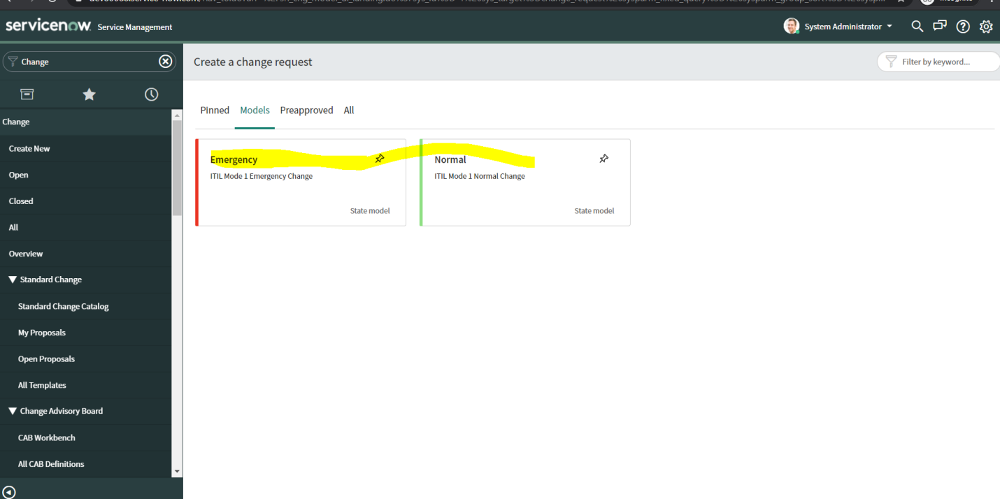 servicenow. Service Management
System Administrator
Change
Create a change request
Filter by keyword...
Pinned Models Preapproved All
Change
Create New
Open
Closed
All
Overview
Standard Change
Standard Change Catalog
My Proposals
Open Proposals
All Templates
Change Advisory Board
CAB Workbench
All CAB Definitions
Emergency
ITIL Mode 1 Emergency Change
State model
Normal
ITIL Mode 1 Normal Change
State model